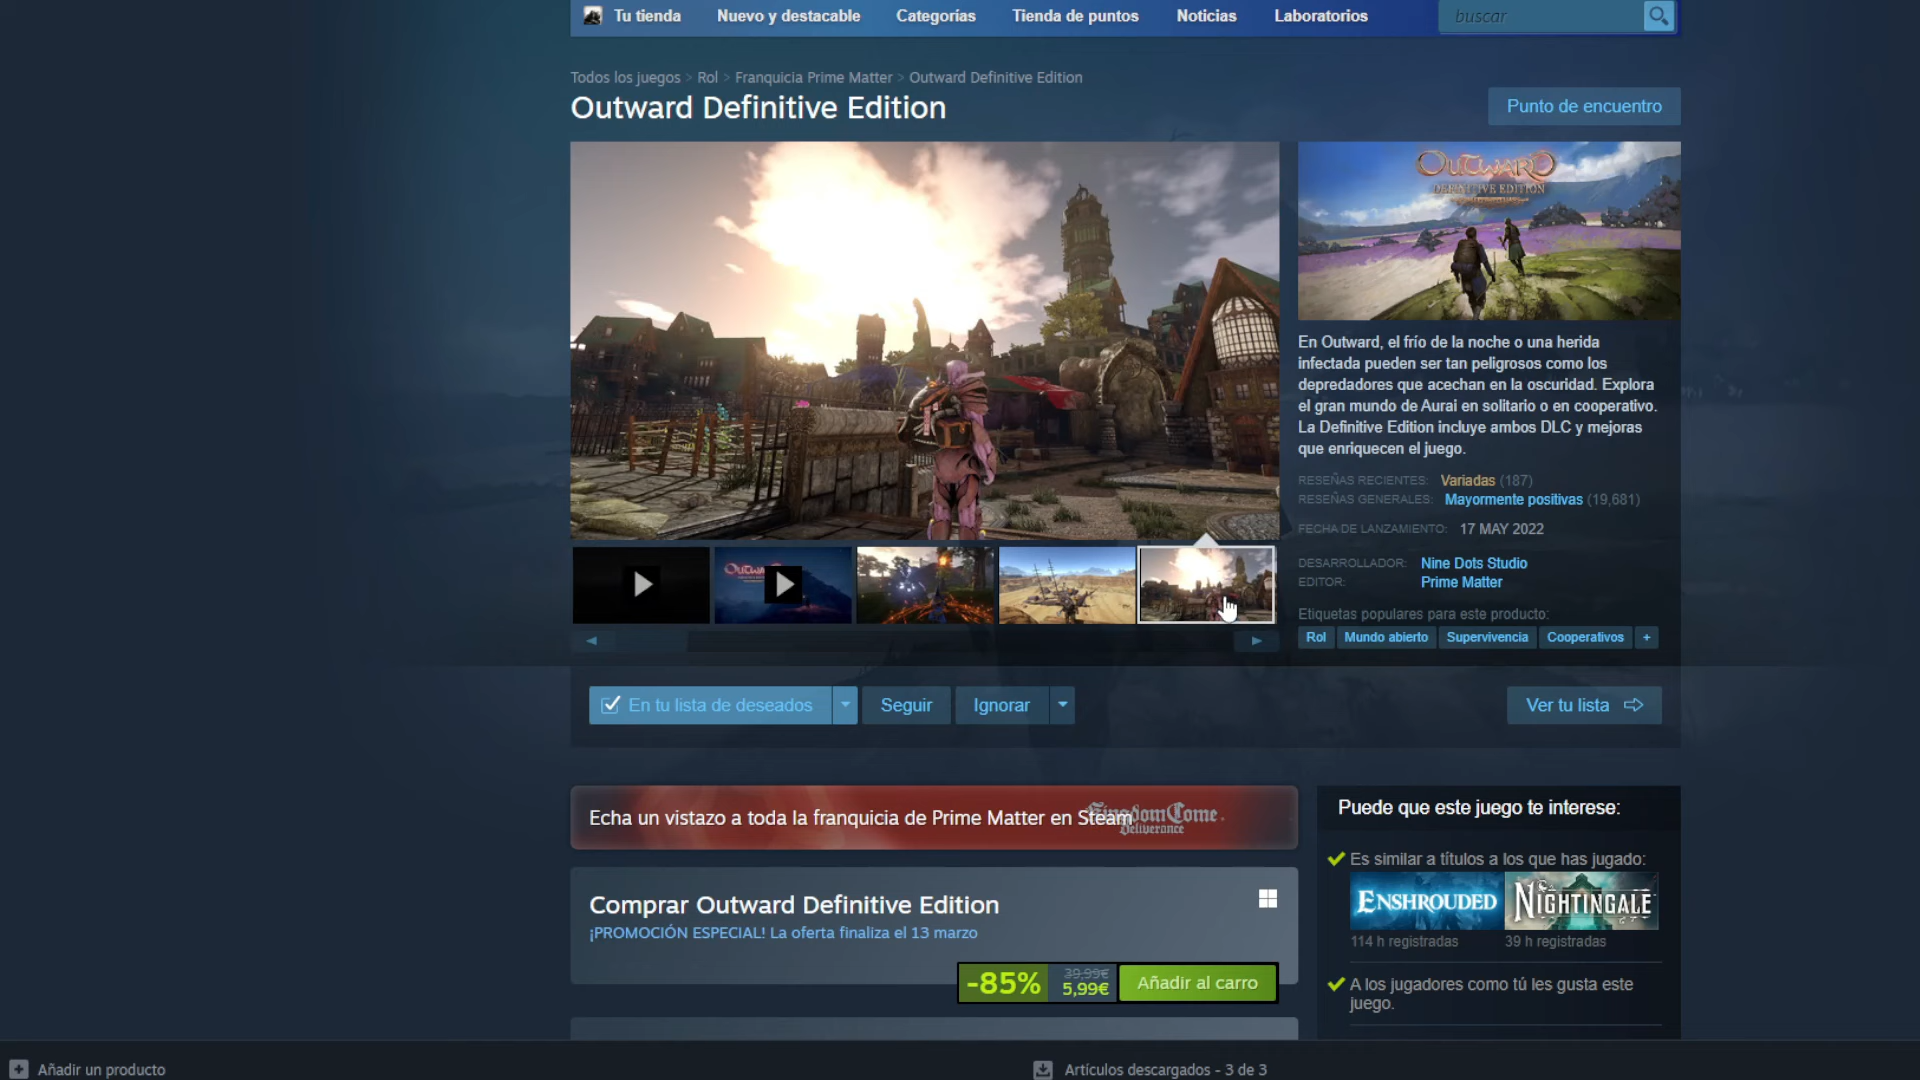 Tu tienda
Nuevo y destacable
Categorías
Tienda de puntos
Noticias
Laboratorios
buscar
Todos los juegos > Rol > Franquicia Prime Matter > Outward Definitive Edition
Outward Definitive Edition
Punto de encuentro
OUTWARD
DEFINITIVE EDITION
En Outward, el frío de la noche o una herida
infectada pueden ser tan peligrosos como los
depredadores que acechan en la oscuridad. Explora
el gran mundo de Aurai en solitario o en cooperativo.
La Definitive Edition incluye ambos DLC y mejoras
que enriquecen el juego.
RESEÑAS RECIENTES: Variadas (187)
RESEÑAS GENERALES: Mayormente positivas (19,681)
FECHA DE LANZAMIENTO: 17 MAY 2022
DESARROLLADOR: Nine Dots Studio
EDITOR: Prime Matter
Etiquetas populares para este producto:
Rol
Mundo abierto
Supervivencia
Cooperativos
+
En tu lista de deseados
Seguir
Ignorar
Ver tu lista
Echa un vistazo a toda la franquicia de Prime Matter en Steam
Kingdom Come
Deliverance
Puede que este juego te interese:
Es similar a títulos a los que has jugado:
ENSHROUDED
NIGHTINGALE
114 h registradas
39 h registradas
A los jugadores como tú les gusta este
juego.
Comprar Outward Definitive Edition
¡PROMOCIÓN ESPECIAL! La oferta finaliza el 13 marzo
-85%
39,99€
5,99€
Añadir al carro
Añadir un producto
Artículos descargados - 3 de 3